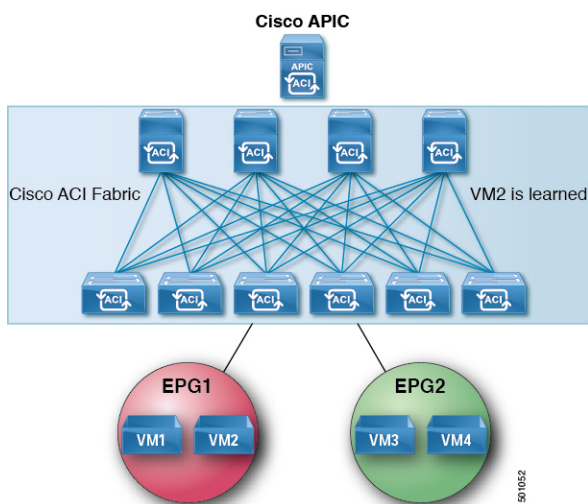 Cisco APIC
APIC
ACI
ACI
ACI
ACI
ACI
Cisco ACI Fabric
VM2 is learned
ACI
ACI
ACI
ACI
ACI
ACI
EPG1
EPG2
VM1
VM2
VM3
VM4
501052